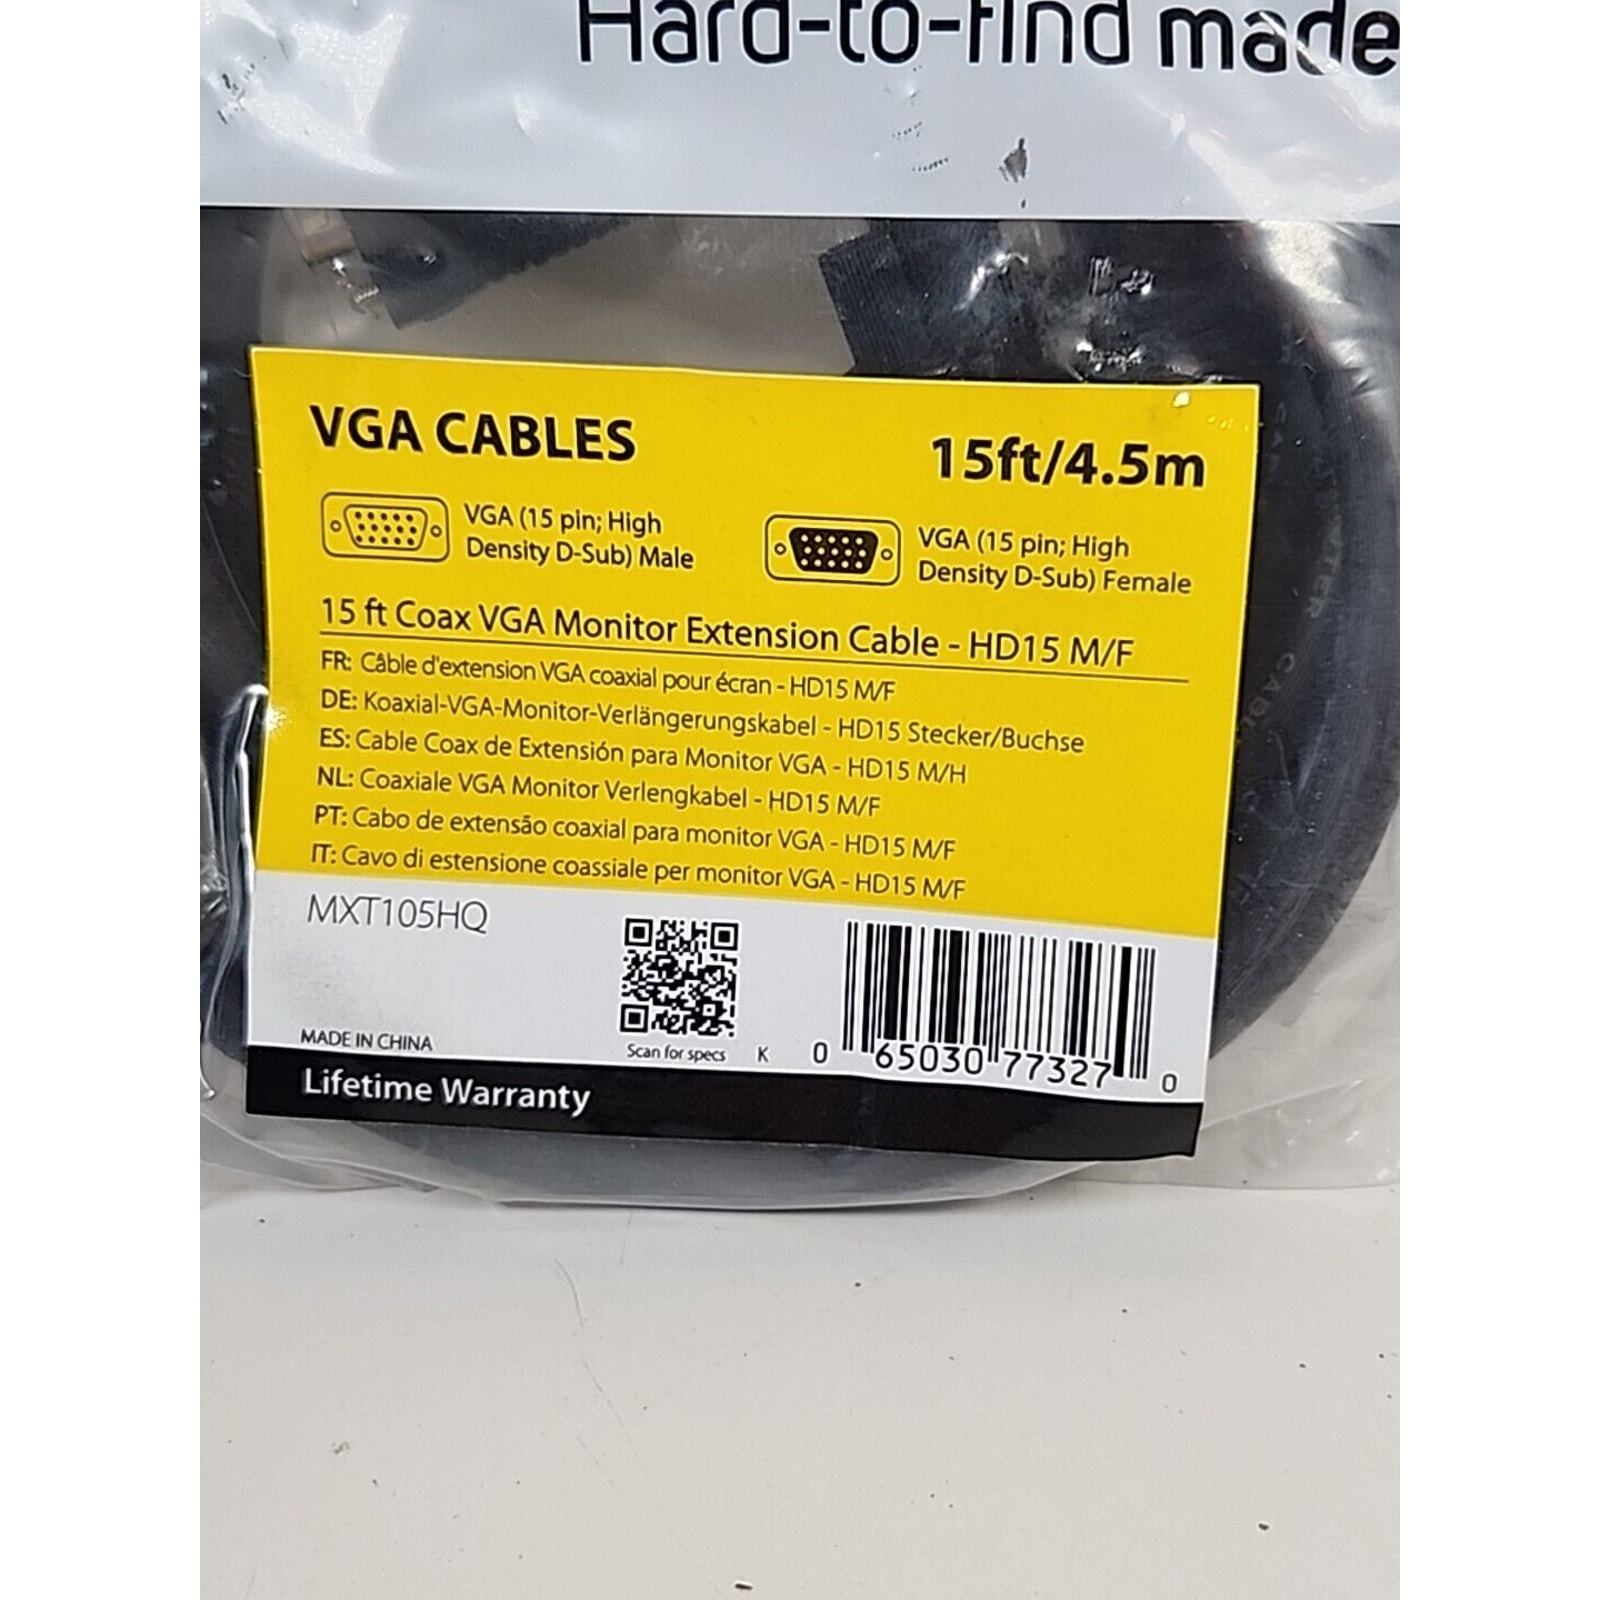 Hard-to-find made
VGA CABLES
15ft/4.5m
VGA (15 pin; High
Density D-Sub) Male
VGA (15 pin; High
Density D-Sub) Female
15 ft Coax VGA Monitor Extension Cable - HD15 M/F
FR: Câble d'extension VGA coaxial pour écran - HD15 M/F
DE: Koaxial-VGA-Monitor-Verlängerungskabel - HD15 Stecker/Buchse
ES: Cable Coax de Extensión para Monitor VGA - HD15 M/H
NL: Coaxiale VGA Monitor Verlengkabel - HD15 M/F
PT: Cabo de extensão coaxial para monitor VGA - HD15 M/F
IT: Cavo di estensione coassiale per monitor VGA - HD15 M/F
MXT105HQ
MADE IN CHINA
Scan for specs
K
0 65030 77327 0
Lifetime Warranty